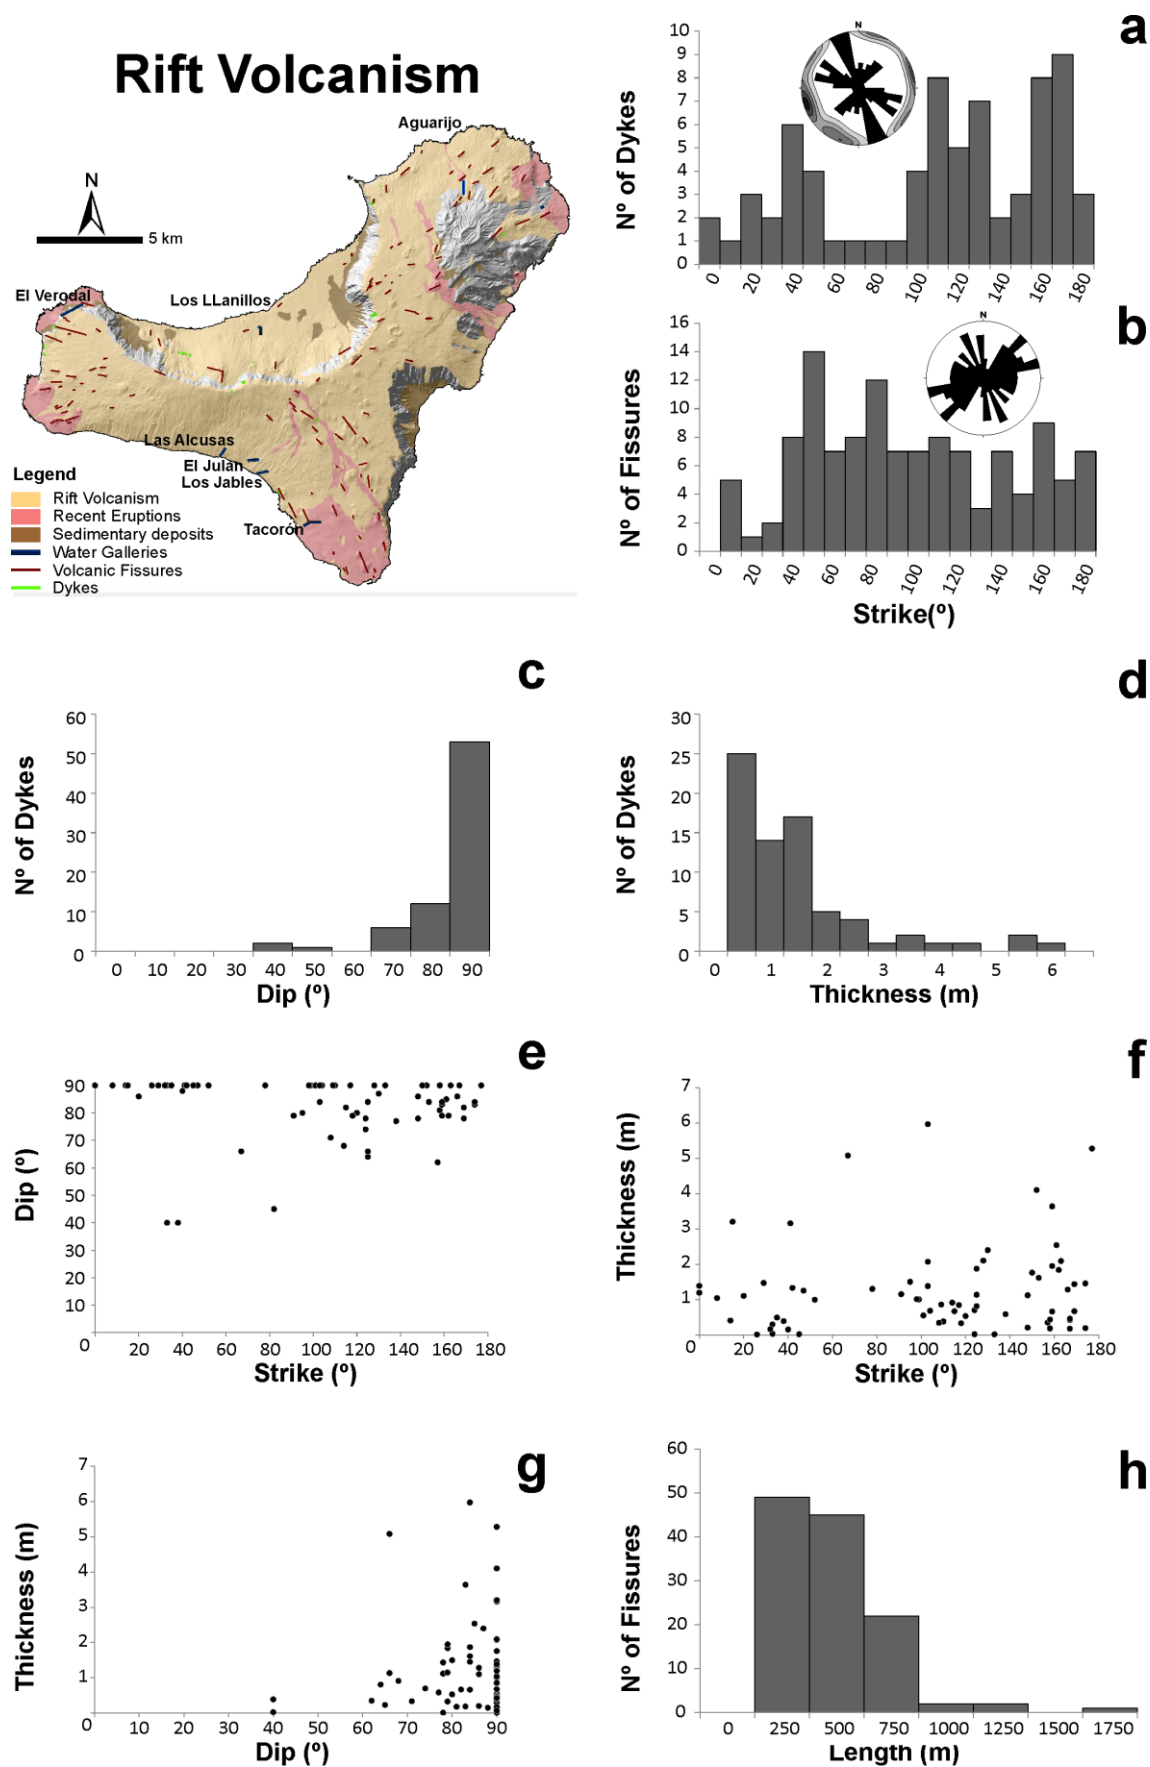 Rift Volcanism
Aguarijo
N
5 km
El Verodal
Los LLanillos
Las Alcusas
El Julan
Los Jables
Tacorón
Legend
Rift Volcanism
Recent Eruptions
Sedimentary deposits
Water Galleries
Volcanic Fissures
Dykes
a
N
Nº of Dykes
10
9
8
7
6
5
4
3
2
1
0
0 20 40 60 80 100 120 140 160 180
b
N
Nº of Fissures
16
14
12
10
8
6
4
2
0
0 20 40 60 80 100 120 140 160 180
Strike(º)
c
Nº of Dykes
60
50
40
30
20
10
0
0 10 20 30 40 50 60 70 80 90
Dip (º)
d
Nº of Dykes
30
25
20
15
10
5
0
0 1 2 3 4 5 6
Thickness (m)
e
Dip (º)
90
80
70
60
50
40
30
20
10
0 20 40 60 80 100 120 140 160 180
Strike (º)
f
Thickness (m)
7
6
5
4
3
2
1
0 20 40 60 80 100 120 140 160 180
Strike (º)
g
Thickness (m)
7
6
5
4
3
2
1
0 10 20 30 40 50 60 70 80 90
Dip (º)
h
Nº of Fissures
60
50
40
30
20
10
0
0 250 500 750 1000 1250 1500 1750
Length (m)